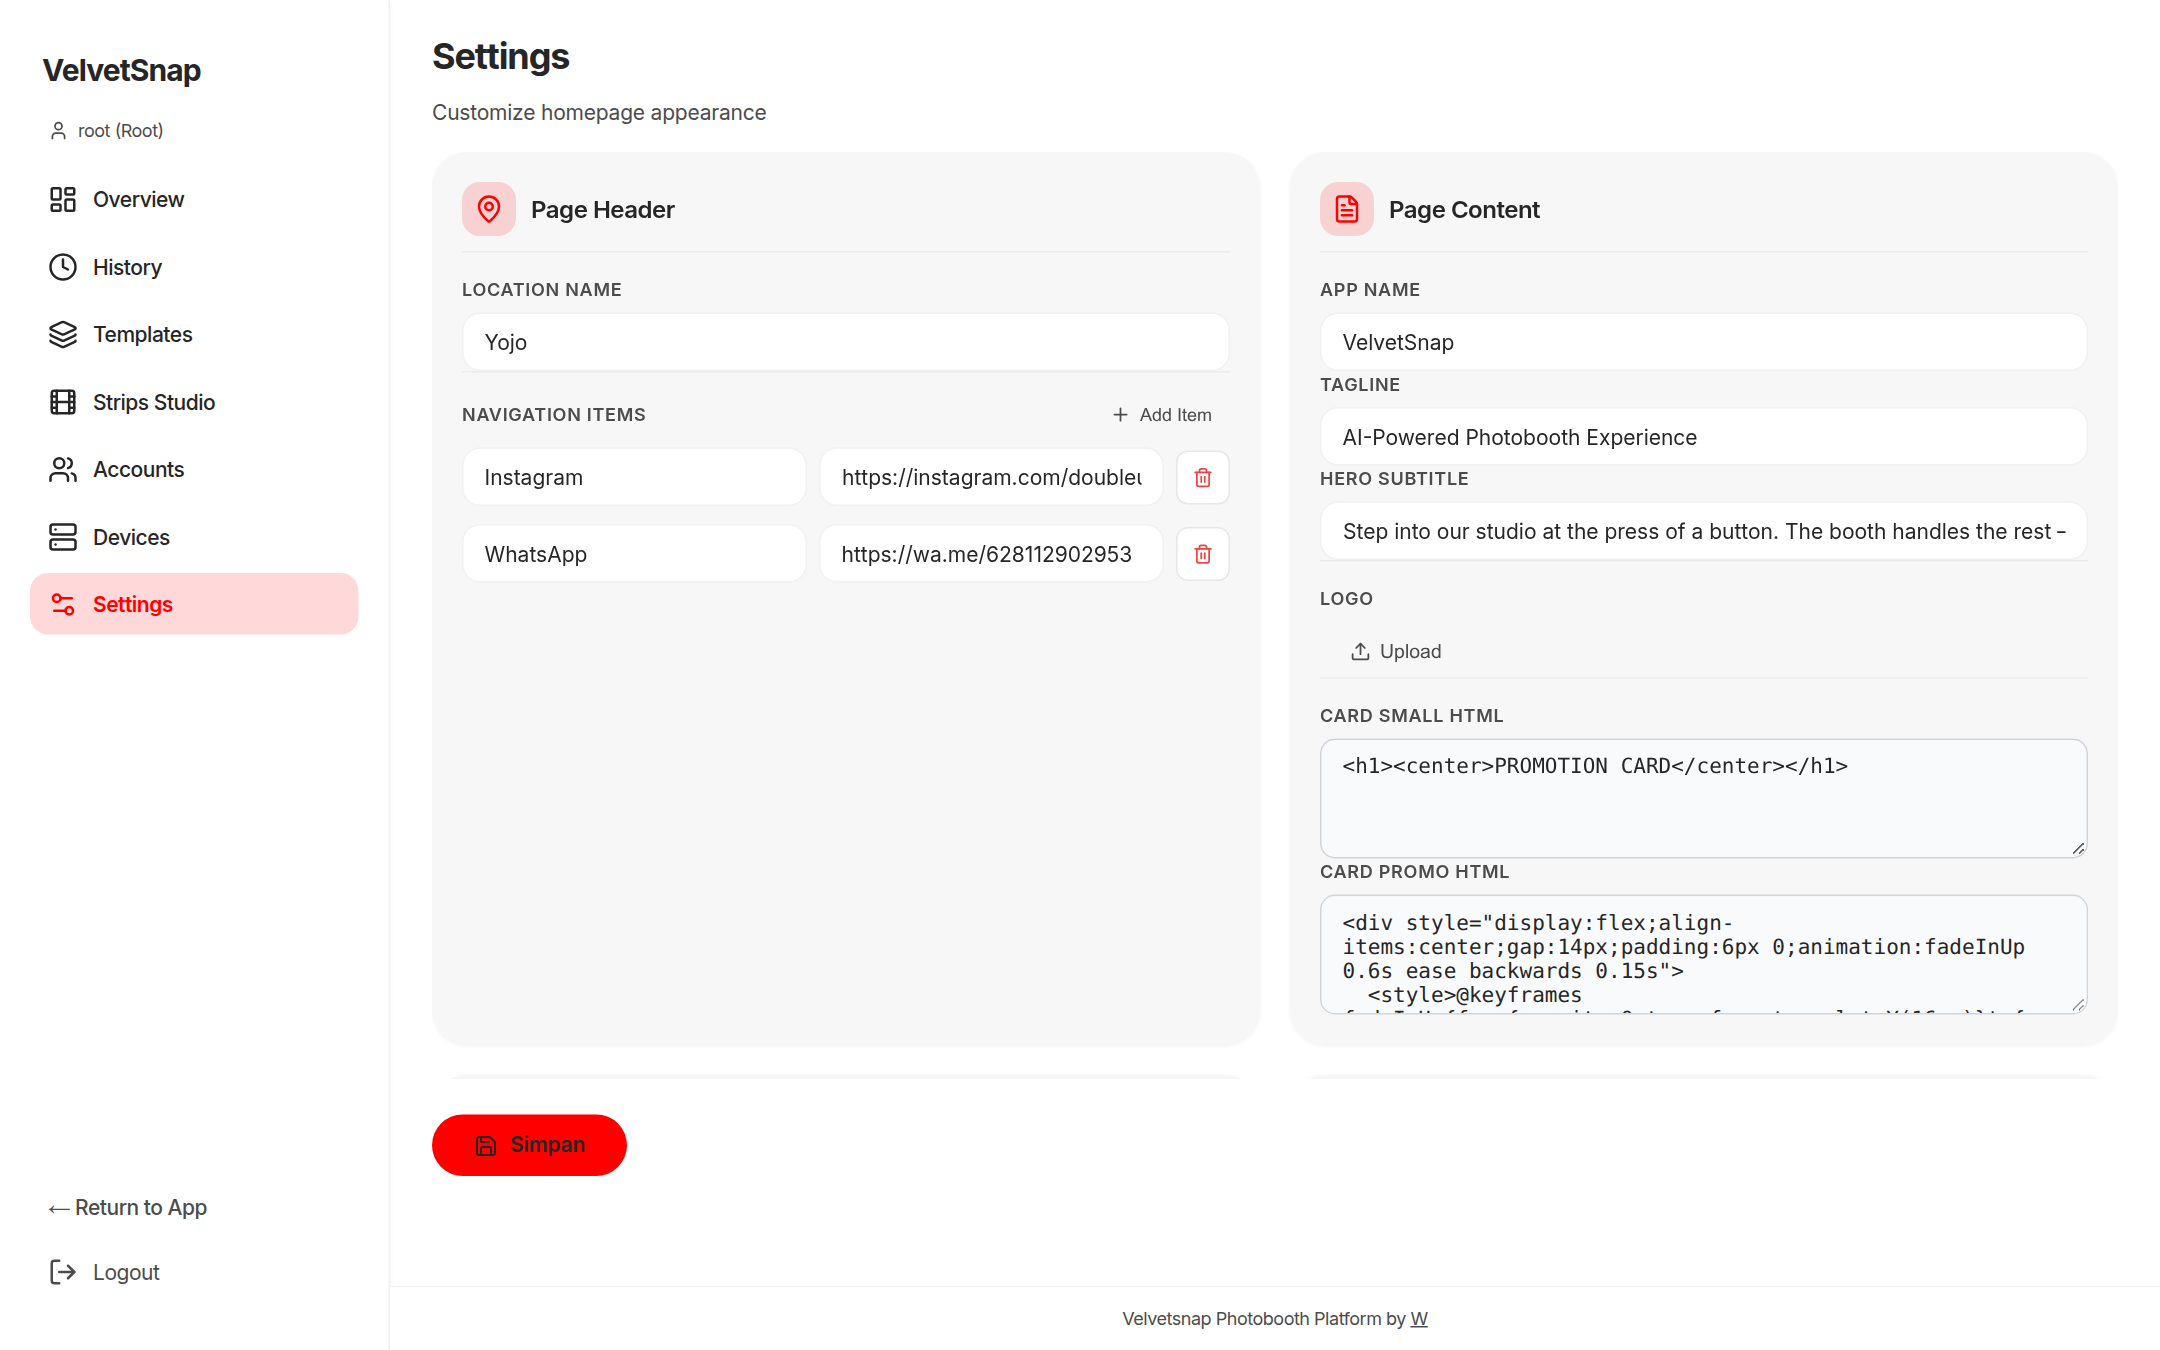 VelvetSnap
root (Root)
Overview
History
Templates
Strips Studio
Accounts
Devices
Settings
← Return to App
Logout
Settings
Customize homepage appearance
Page Header
LOCATION NAME
Yojo
NAVIGATION ITEMS
+ Add Item
Instagram
https://instagram.com/doubleu
WhatsApp
https://wa.me/628112902953
Page Content
APP NAME
VelvetSnap
TAGLINE
AI-Powered Photobooth Experience
HERO SUBTITLE
Step into our studio at the press of a button. The booth handles the rest –
LOGO
Upload
CARD SMALL HTML
<h1><center>PROMOTION CARD</center></h1>
CARD PROMO HTML
<div style="display:flex;align-
items:center;gap:14px;padding:6px 0;animation:fadeInUp
0.6s ease backwards 0.15s">
<style>@keyframes
Simpan
Velvetsnap Photobooth Platform by W